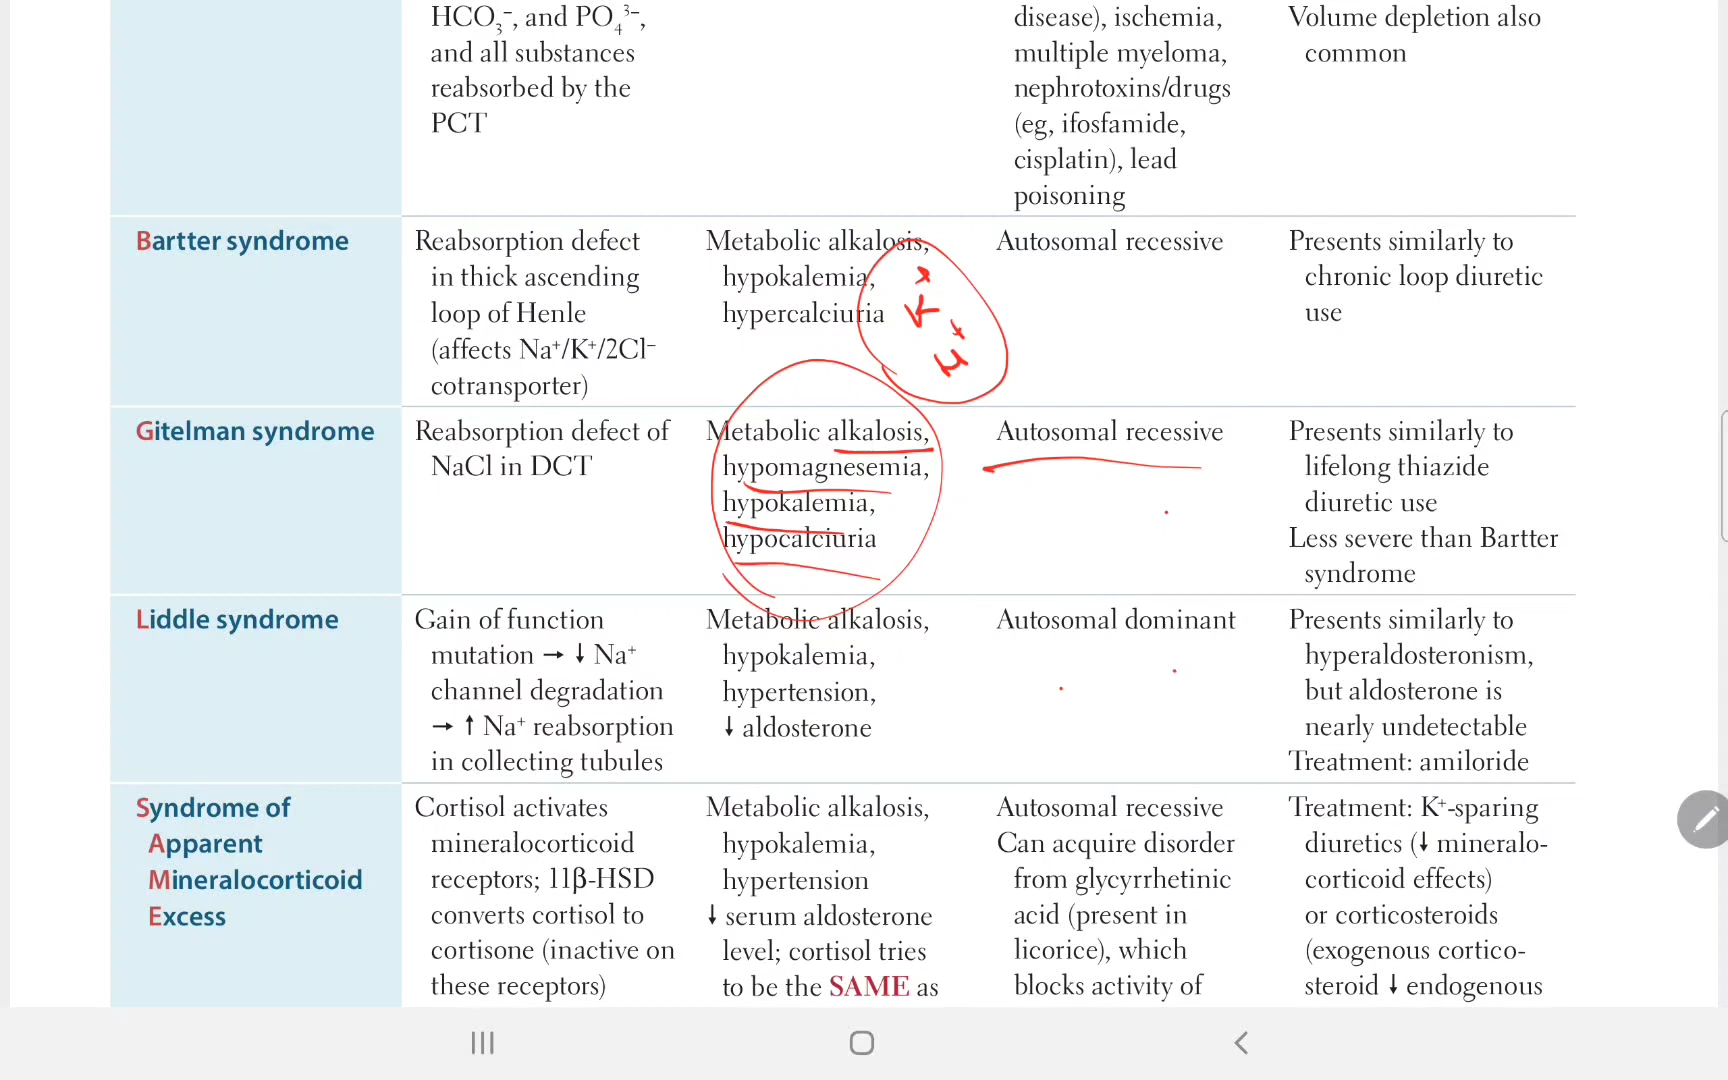 HCO₃⁻, and PO₄³⁻,
and all substances
reabsorbed by the
PCT
disease), ischemia,
multiple myeloma,
nephrotoxins/drugs
(eg, ifosfamide,
cisplatin), lead
poisoning
Volume depletion also
common
Bartter syndrome
Reabsorption defect
in thick ascending
loop of Henle
(affects Na⁺/K⁺/2Cl⁻
cotransporter)
Metabolic alkalosis,
hypokalemia,
hypercalciuria
K
Autosomal recessive
Presents similarly to
chronic loop diuretic
use
Gitelman syndrome
Reabsorption defect of
NaCl in DCT
Metabolic alkalosis,
hypomagnesemia,
hypokalemia,
hypocalciuria
Autosomal recessive
Presents similarly to
lifelong thiazide
diuretic use
Less severe than Bartter
syndrome
Liddle syndrome
Gain of function
mutation → ↓ Na⁺
channel degradation
→ ↑ Na⁺ reabsorption
in collecting tubules
Metabolic alkalosis,
hypokalemia,
hypertension,
↓ aldosterone
Autosomal dominant
Presents similarly to
hyperaldosteronism,
but aldosterone is
nearly undetectable
Treatment: amiloride
Syndrome of
Apparent
Mineralocorticoid
Excess
Cortisol activates
mineralocorticoid
receptors; 11β-HSD
converts cortisol to
cortisone (inactive on
these receptors)
Metabolic alkalosis,
hypokalemia,
hypertension
↓ serum aldosterone
level; cortisol tries
to be the SAME as
Autosomal recessive
Can acquire disorder
from glycyrrhetinic
acid (present in
licorice), which
blocks activity of
Treatment: K⁺-sparing
diuretics (↓ mineralo-
corticoid effects)
or corticosteroids
(exogenous cortico-
steroid ↓ endogenous